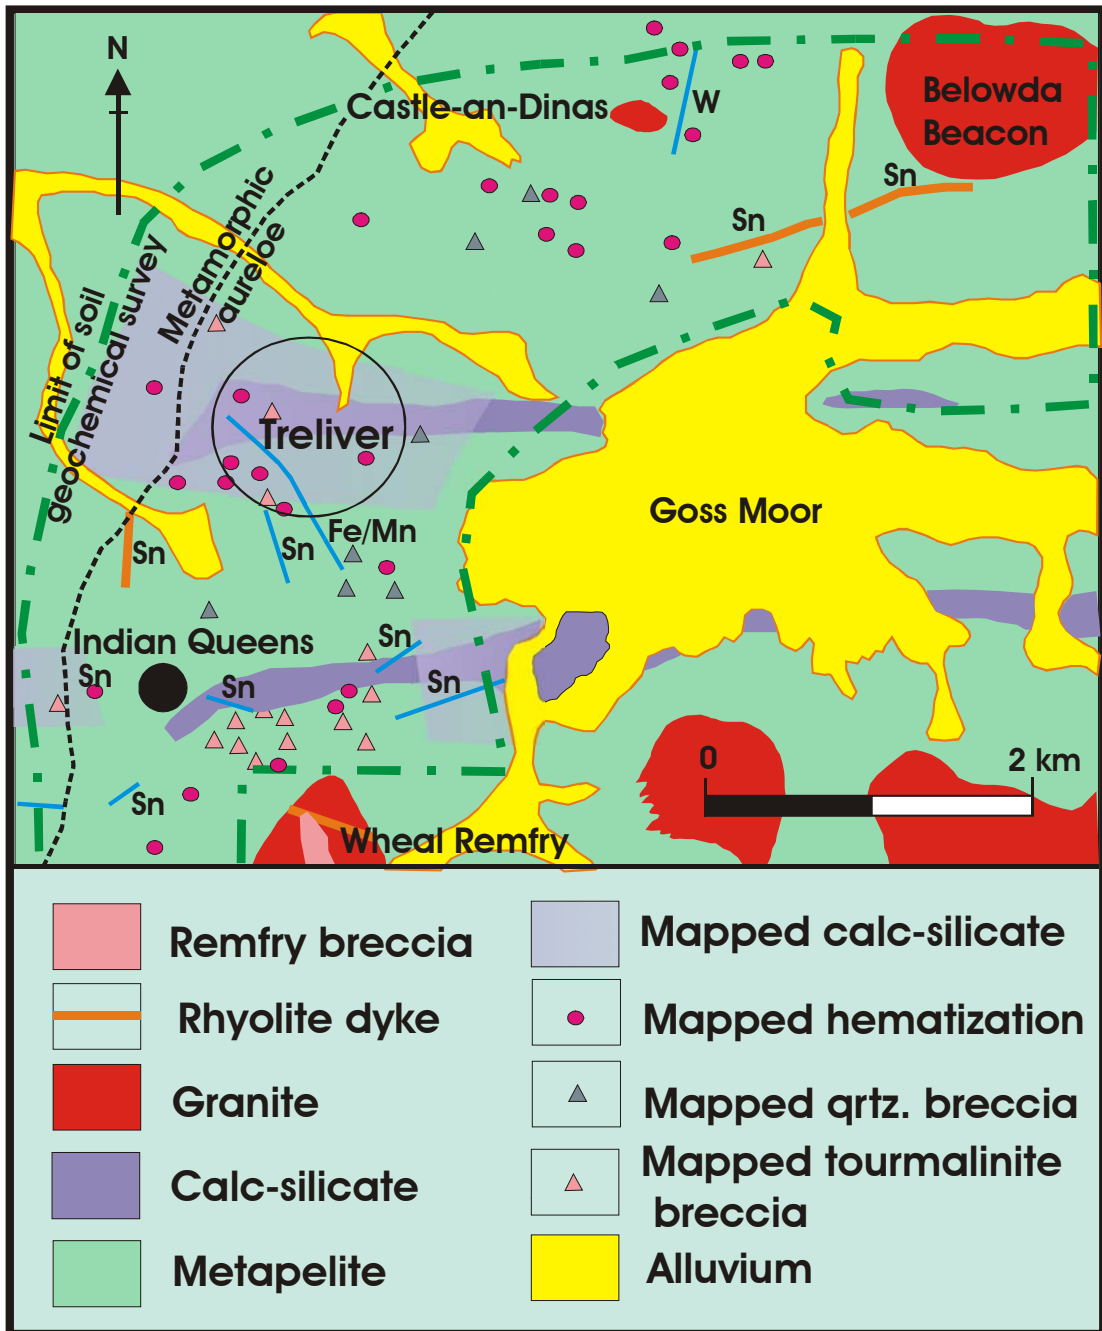 N
Castle-an-Dinas
W
Belowda
Beacon
Sn
Sn
Metamorphic
aureloe
Limit of soil
geochemical survey
Treliver
Goss Moor
Fe/Mn
Sn
Sn
Indian Queens
Sn
Sn
Sn
Sn
Sn
0
2 km
Wheal Remfry
Remfry breccia
Rhyolite dyke
Granite
Calc-silicate
Metapelite
Mapped calc-silicate
Mapped hematization
Mapped qrtz. breccia
Mapped tourmalinite
breccia
Alluvium